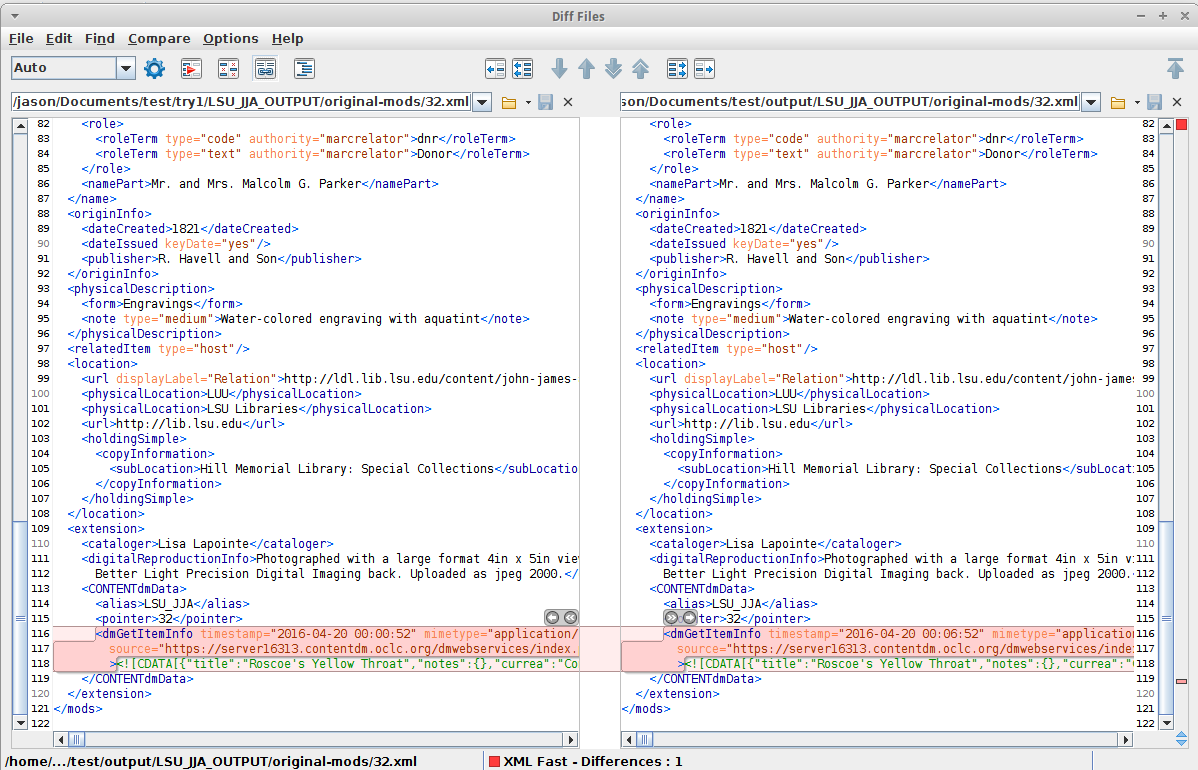 Diff Files
File Edit Find Compare Options Help
Auto
/jason/Documents/test/try1/LSU_JJA_OUTPUT/original-mods/32.xml
son/Documents/test/output/LSU_JJA_OUTPUT/original-mods/32.xml
82 <role>
83 <roleTerm type="code" authority="marcrelator">dnr</roleTerm>
84 <roleTerm type="text" authority="marcrelator">Donor</roleTerm>
85 </role>
86 <namePart>Mr. and Mrs. Malcolm G. Parker</namePart>
87 </name>
88 <originInfo>
89 <dateCreated>1821</dateCreated>
90 <dateIssued keyDate="yes"/>
91 <publisher>R. Havell and Son</publisher>
92 </originInfo>
93 <physicalDescription>
94 <form>Engravings</form>
95 <note type="medium">Water-colored engraving with aquatint</note>
96 </physicalDescription>
97 <relatedItem type="host"/>
98 <location>
99 <url displayLabel="Relation">http://ldl.lib.lsu.edu/content/john-james-
100 <physicalLocation>LUU</physicalLocation>
101 <physicalLocation>LSU Libraries</physicalLocation>
102 <url>http://lib.lsu.edu</url>
103 <holdingSimple>
104 <copyInformation>
105 <subLocation>Hill Memorial Library: Special Collections</subLocatio
106 </copyInformation>
107 </holdingSimple>
108 </location>
109 <extension>
110 <cataloger>Lisa Lapointe</cataloger>
111 <digitalReproductionInfo>Photographed with a large format 4in x 5in vie
112 Better Light Precision Digital Imaging back. Uploaded as jpeg 2000.</
113 <CONTENTdmData>
114 <alias>LSU_JJA</alias>
115 <pointer>32</pointer>
116 <dmGetItemInfo timestamp="2016-04-20 00:00:52" mimetype="application/
117 source="https://server16313.contentdm.oclc.org/dmwebservices/index.
118 ><![CDATA[{"title":"Roscoe's Yellow Throat","notes":{},"currea":"Co
119 </CONTENTdmData>
120 </extension>
121 </mods>
122
<role> 82
<roleTerm type="code" authority="marcrelator">dnr</roleTerm> 83
<roleTerm type="text" authority="marcrelator">Donor</roleTerm> 84
</role> 85
<namePart>Mr. and Mrs. Malcolm G. Parker</namePart> 86
</name> 87
<originInfo> 88
<dateCreated>1821</dateCreated> 89
<dateIssued keyDate="yes"/> 90
<publisher>R. Havell and Son</publisher> 91
</originInfo> 92
<physicalDescription> 93
<form>Engravings</form> 94
<note type="medium">Water-colored engraving with aquatint</note> 95
</physicalDescription> 96
<relatedItem type="host"/> 97
<location> 98
<url displayLabel="Relation">http://ldl.lib.lsu.edu/content/john-james- 99
<physicalLocation>LUU</physicalLocation> 100
<physicalLocation>LSU Libraries</physicalLocation> 101
<url>http://lib.lsu.edu</url> 102
<holdingSimple> 103
<copyInformation> 104
<subLocation>Hill Memorial Library: Special Collections</subLocat 105
</copyInformation> 106
</holdingSimple> 107
</location> 108
<extension> 109
<cataloger>Lisa Lapointe</cataloger> 110
<digitalReproductionInfo>Photographed with a large format 4in x 5in v 111
Better Light Precision Digital Imaging back. Uploaded as jpeg 2000. 112
<CONTENTdmData> 113
<alias>LSU_JJA</alias> 114
ter>32</pointer> 115
<dmGetItemInfo timestamp="2016-04-20 00:06:52" mimetype="application 116
source="https://server16313.contentdm.oclc.org/dmwebservices/inde 117
><![CDATA[{"title":"Roscoe's Yellow Throat","notes":{},"currea":" 118
</CONTENTdmData> 119
</extension> 120
</mods> 121
122
/home/.../test/output/LSU_JJA_OUTPUT/original-mods/32.xml
XML Fast - Differences : 1